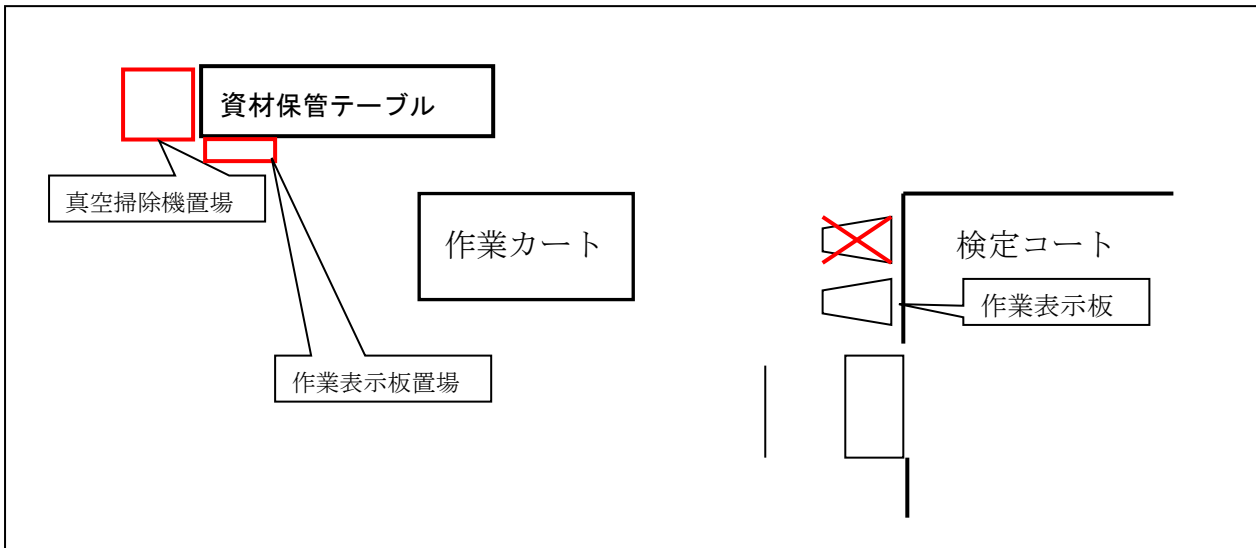 資材保管テーブル
真空掃除機置場
作業カート
検定コート
作業表示板
作業表示板置場